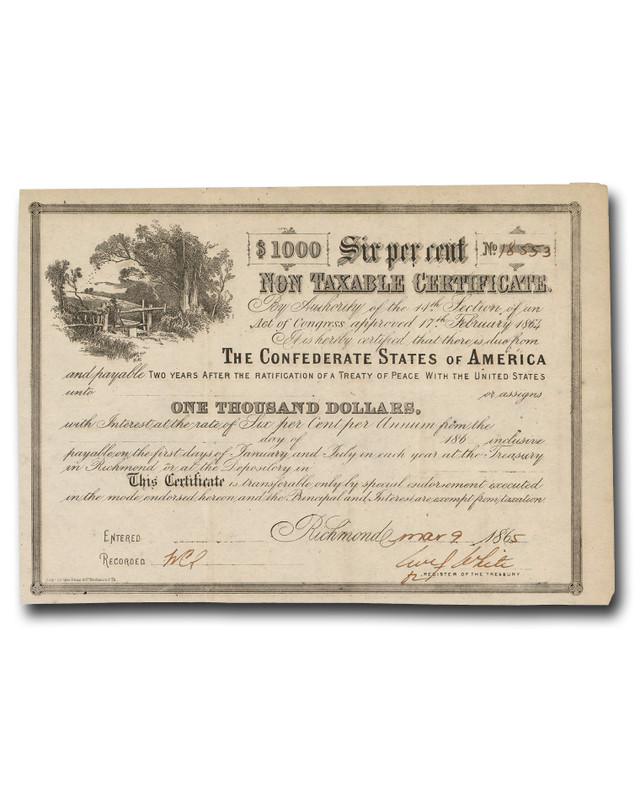 $1000 Six per cent No 18553
NON TAXABLE CERTIFICATE.
By Authority of the 14th Section, of an
Act of Congress approved 17th February 1864
It is hereby certified that there is due from
THE CONFEDERATE STATES OF AMERICA
and payable TWO YEARS AFTER THE RATIFICATION OF A TREATY OF PEACE WITH THE UNITED STATES
unto or assigns
ONE THOUSAND DOLLARS,
with Interest at the rate of Six per Cent per Annum from the
day of 186 inclusive
payable on the first days of January and July in each year at the Treasury
in Richmond or at the Depository in
This Certificate is transferable only by special endorsement executed
in the mode endorsed hereon and the Principal and Interest are exempt from taxation
Richmond Mar 9 1865
ENTERED
RECORDED
White
REGISTER OF THE TREASURY